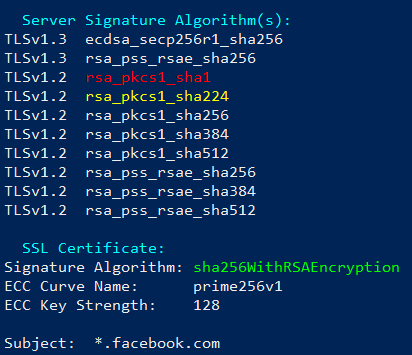 Server Signature Algorithm(s):
TLSv1.3  ecdsa_secp256r1_sha256
TLSv1.3  rsa_pss_rsae_sha256
TLSv1.2  rsa_pkcs1_sha1
TLSv1.2  rsa_pkcs1_sha224
TLSv1.2  rsa_pkcs1_sha256
TLSv1.2  rsa_pkcs1_sha384
TLSv1.2  rsa_pkcs1_sha512
TLSv1.2  rsa_pss_rsae_sha256
TLSv1.2  rsa_pss_rsae_sha384
TLSv1.2  rsa_pss_rsae_sha512
SSL Certificate:
Signature Algorithm: sha256WithRSAEncryption
ECC Curve Name:      prime256v1
ECC Key Strength:    128
Subject:  *.facebook.com